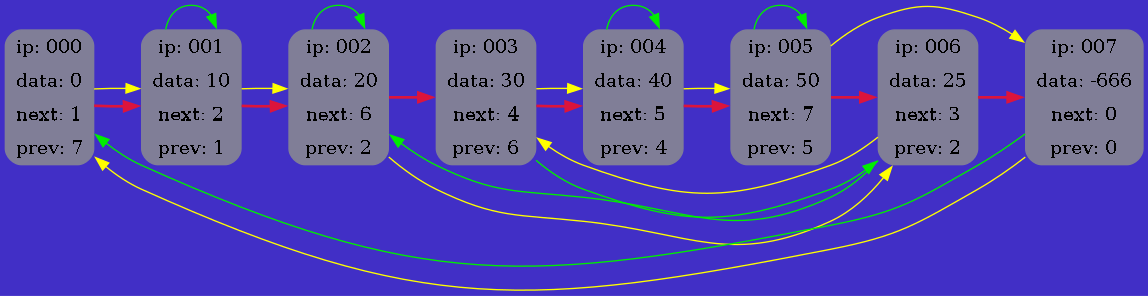 ip: 000
data: 0
next: 1
prev: 7
ip: 001
data: 10
next: 2
prev: 1
ip: 002
data: 20
next: 6
prev: 2
ip: 003
data: 30
next: 4
prev: 6
ip: 004
data: 40
next: 5
prev: 4
ip: 005
data: 50
next: 7
prev: 5
ip: 006
data: 25
next: 3
prev: 2
ip: 007
data: -666
next: 0
prev: 0